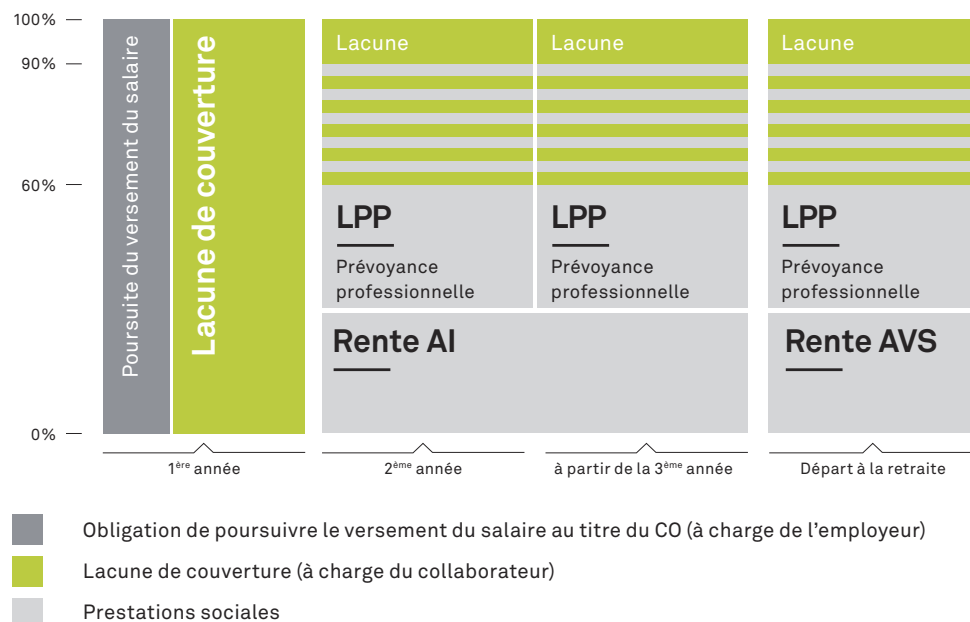 100%
90%
60%
0%
Poursuite du versement du salaire
Lacune de couverture
Lacune
Lacune
Lacune
LPP
Prévoyance
professionnelle
LPP
Prévoyance
professionnelle
LPP
Prévoyance
professionnelle
Rente AI
Rente AVS
1ère année
2ème année
à partir de la 3ème année
Départ à la retraite
Obligation de poursuivre le versement du salaire au titre du CO (à charge de l’employeur)
Lacune de couverture (à charge du collaborateur)
Prestations sociales